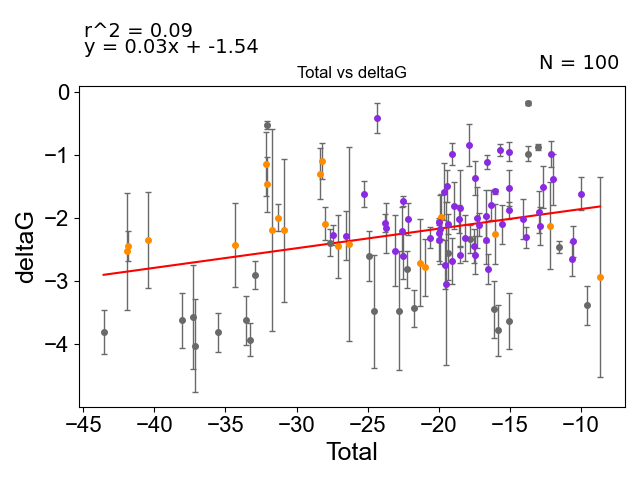 r^2 = 0.09
y = 0.03x + -1.54
N = 100
Total vs deltaG
0
−1
−2
−3
−4
deltaG
−45 −40 −35 −30 −25 −20 −15 −10
Total